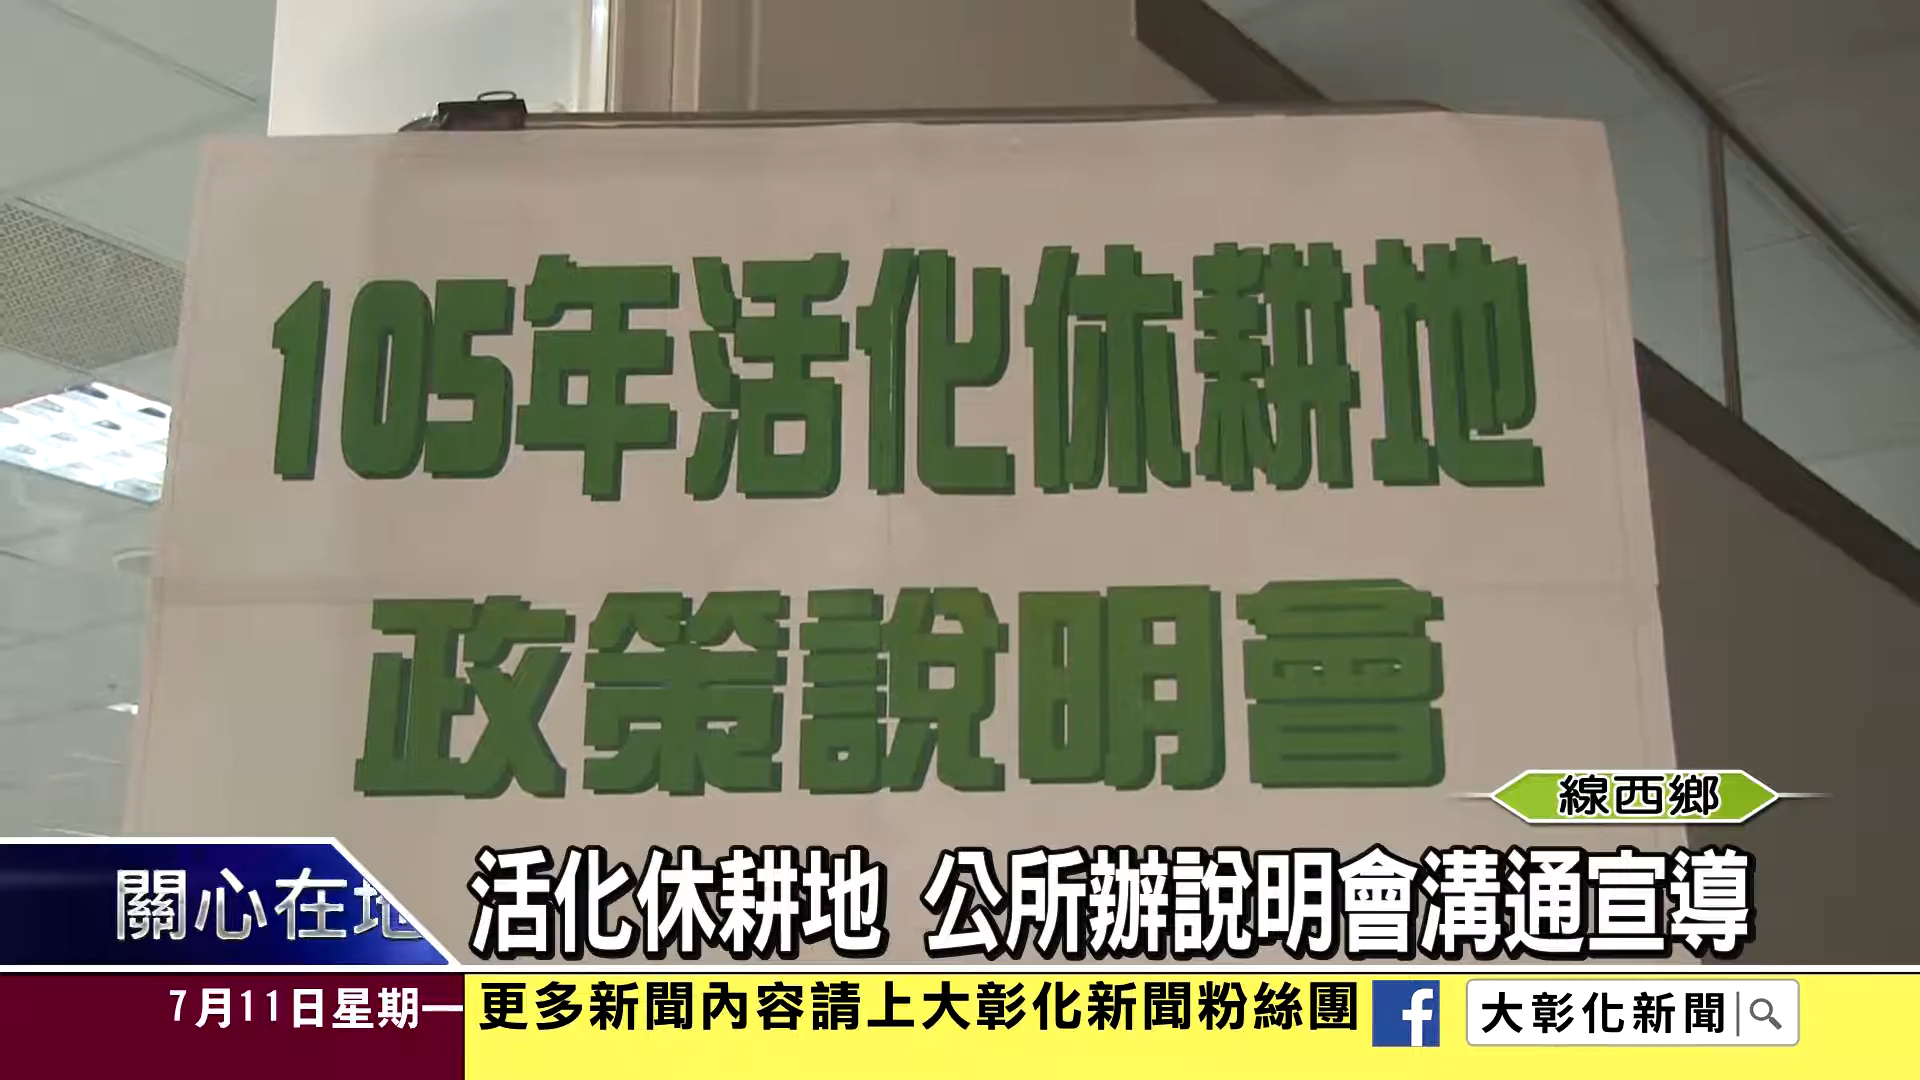 105年活化休耕地
政策說明會
線西鄉
關心在地
活化休耕地 公所辦說明會溝通宣導
7月11日星期一
更多新聞內容請上大彰化新聞粉絲團
f
大彰化新聞